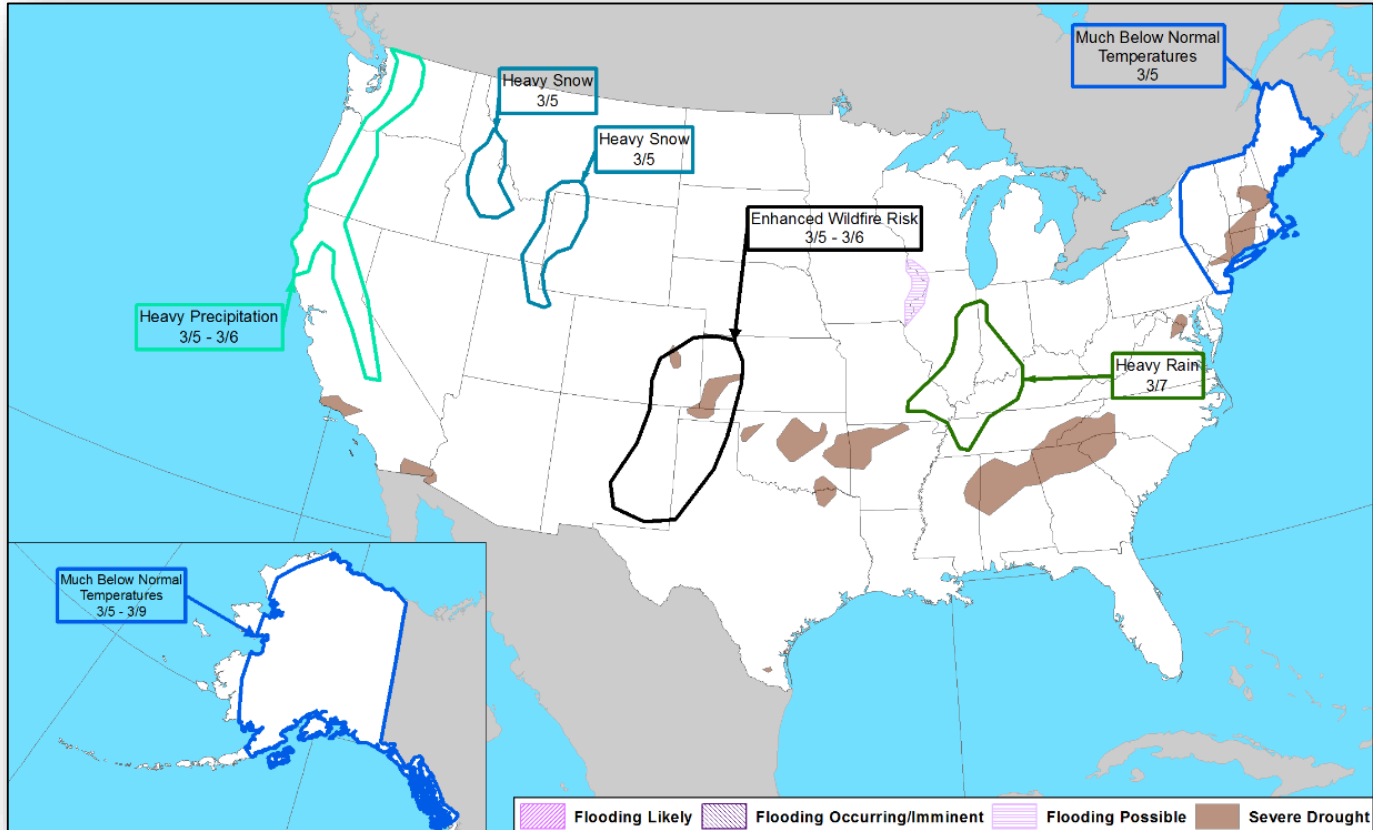 Much Below Normal
Temperatures
3/5
Heavy Snow
3/5
Heavy Snow
3/5
Enhanced Wildfire Risk
3/5 - 3/6
Heavy Precipitation
3/5 - 3/6
Heavy Rain
3/7
Much Below Normal
Temperatures
3/5 - 3/9
Flooding Likely
Flooding Occurring/Imminent
Flooding Possible
Severe Drought